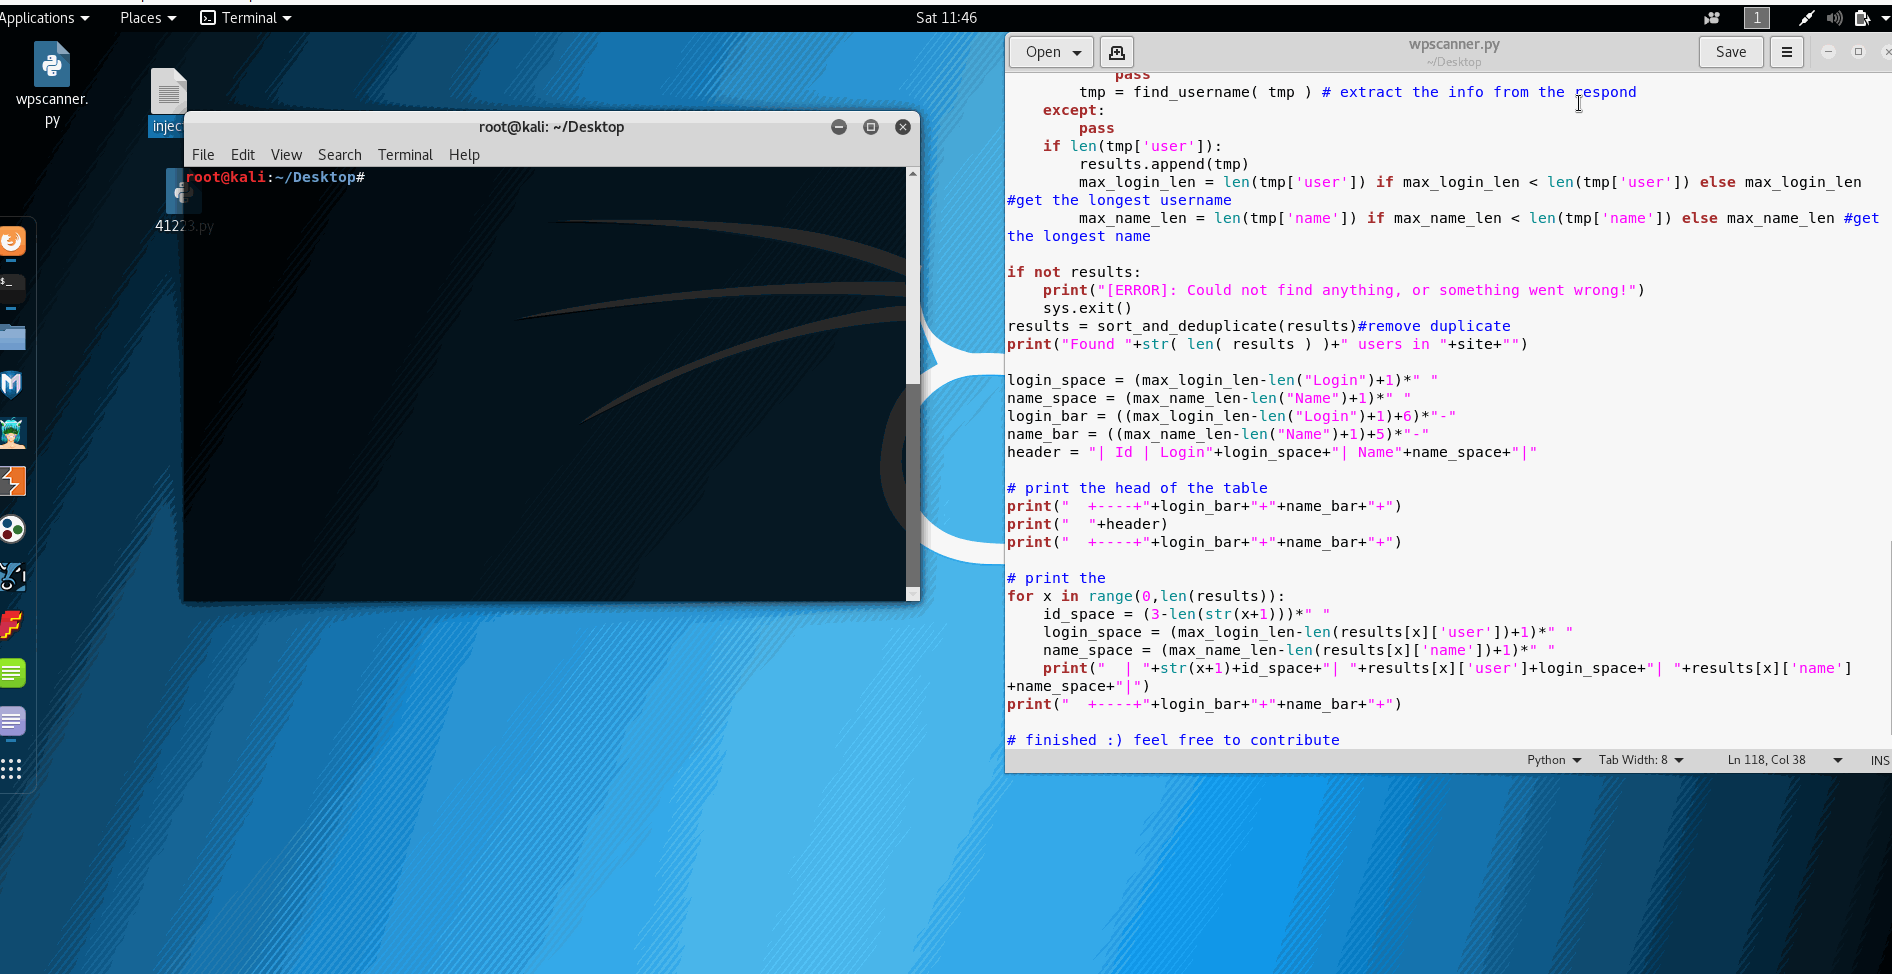 Applications Places Terminal Sat 11:46 1
wpscanner.
py
injec
41223.py
root@kali: ~/Desktop
File Edit View Search Terminal Help
root@kali:~/Desktop#
Open wpscanner.py Save
~/Desktop
pass
tmp = find_username( tmp ) # extract the info from the respond
except:
pass
if len(tmp['user']):
results.append(tmp)
max_login_len = len(tmp['user']) if max_login_len < len(tmp['user']) else max_login_len
#get the longest username
max_name_len = len(tmp['name']) if max_name_len < len(tmp['name']) else max_name_len #get
the longest name
if not results:
print("[ERROR]: Could not find anything, or something went wrong!")
sys.exit()
results = sort_and_deduplicate(results)#remove duplicate
print("Found "+str( len( results ) )+" users in "+site+"")
login_space = (max_login_len-len("Login")+1)*" "
name_space = (max_name_len-len("Name")+1)*" "
login_bar = ((max_login_len-len("Login")+1)+6)*"-"
name_bar = ((max_name_len-len("Name")+1)+5)*"-"
header = "| Id | Login"+login_space+"| Name"+name_space+"|"
# print the head of the table
print("  +----+"+login_bar+"+"+name_bar+"+")
print("  "+header)
print("  +----+"+login_bar+"+"+name_bar+"+")
# print the
for x in range(0,len(results)):
id_space = (3-len(str(x+1)))*" "
login_space = (max_login_len-len(results[x]['user'])+1)*" "
name_space = (max_name_len-len(results[x]['name'])+1)*" "
print("  | "+str(x+1)+id_space+"| "+results[x]['user']+login_space+"| "+results[x]['name']
+name_space+"|")
print("  +----+"+login_bar+"+"+name_bar+"+")
# finished :) feel free to contribute
Python Tab Width: 8 Ln 118, Col 38 INS